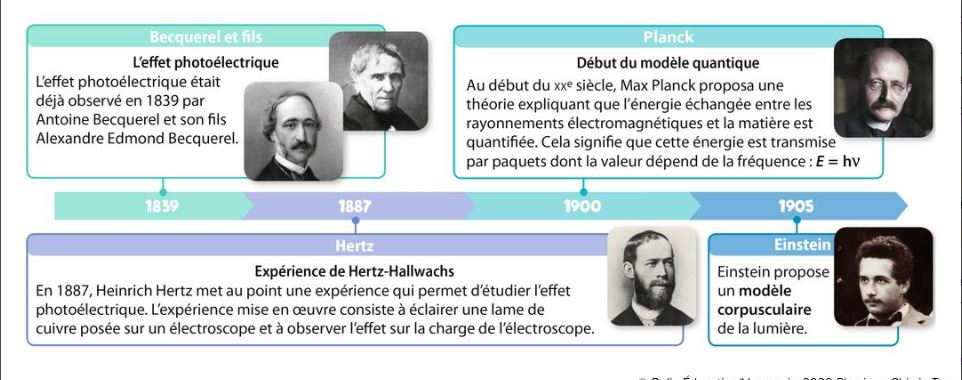 Becquerel et fils
L'effet photoélectrique
L'effet photoélectrique était
déjà observé en 1839 par
Antoine Becquerel et son fils
Alexandre Edmond Becquerel.
Planck
Début du modèle quantique
Au début du XXe siècle, Max Planck proposa une
théorie expliquant que l'énergie échangée entre les
rayonnements électromagnétiques et la matière est
quantifiée. Cela signifie que cette énergie est transmise
par paquets dont la valeur dépend de la fréquence : E = hν
1839
1887
1900
1905
Hertz
Expérience de Hertz-Hallwachs
En 1887, Heinrich Hertz met au point une expérience qui permet d'étudier l'effet
photoélectrique. L'expérience mise en œuvre consiste à éclairer une lame de
cuivre posée sur un électroscope et à observer l'effet sur la charge de l'électroscope.
Einstein
Einstein propose
un modèle
corpusculaire
de la lumière.